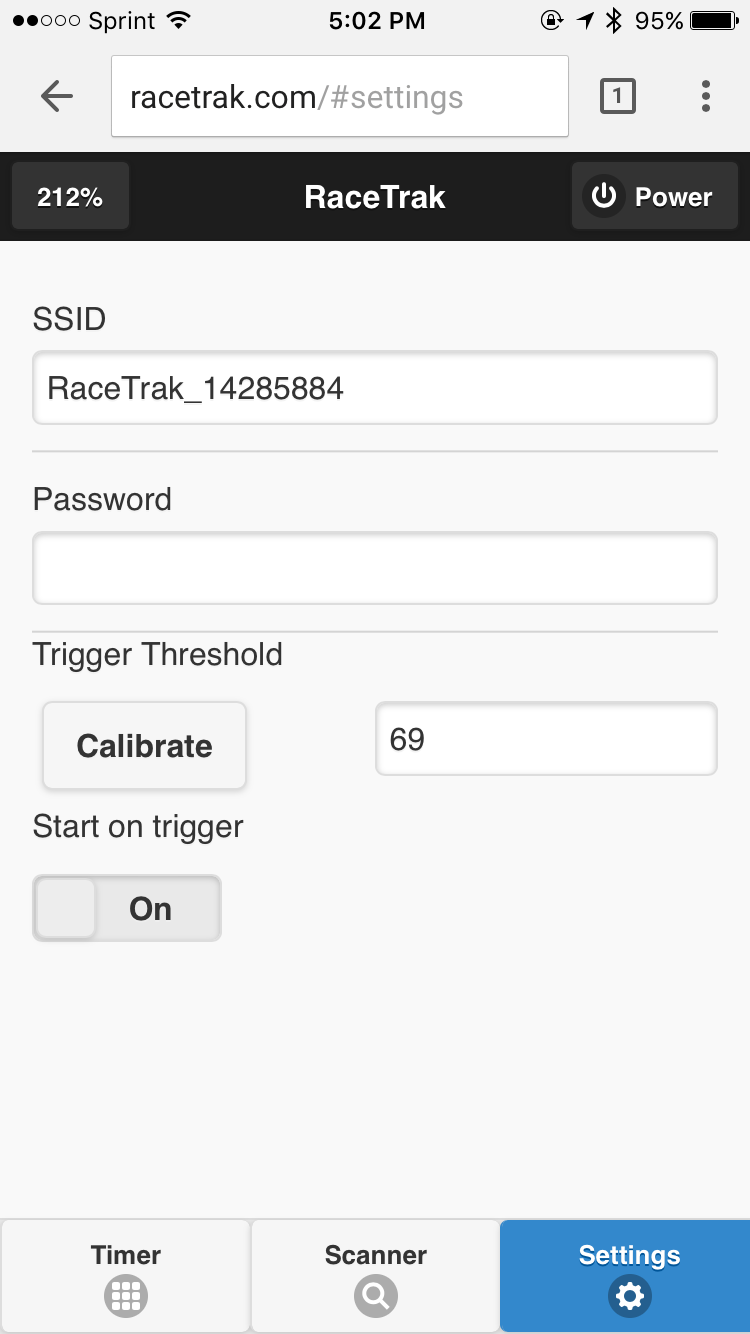 Sprint 5:02 PM 95%
racetrak.com/#settings 1
212% RaceTrak Power
SSID
RaceTrak_14285884
Password
Trigger Threshold
Calibrate 69
Start on trigger
On
Timer Scanner Settings